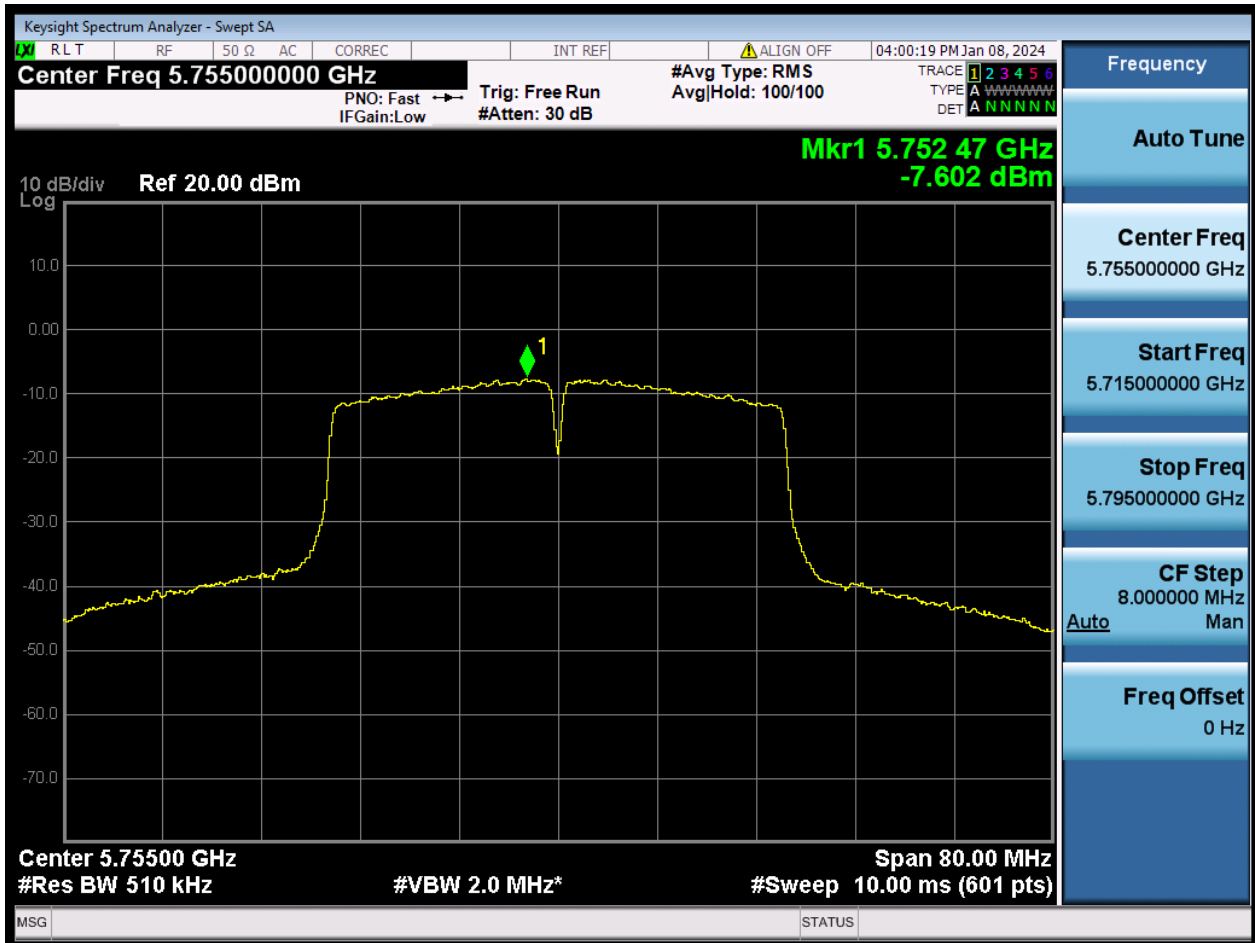 Keysight Spectrum Analyzer - Swept SA
LXI RLT RF 50 Ω AC CORREC INT REF ALIGN OFF 04:00:19 PM Jan 08, 2024
Center Freq 5.755000000 GHz
PNO: Fast
IFGain:Low
Trig: Free Run
#Atten: 30 dB
#Avg Type: RMS
Avg|Hold: 100/100
TRACE 1 2 3 4 5 6
TYPE A WWWWW
DET A N N N N N
Mkr1 5.752 47 GHz
-7.602 dBm
10 dB/div Ref 20.00 dBm
Log
10.0
0.00
1
-10.0
-20.0
-30.0
-40.0
-50.0
-60.0
-70.0
Center 5.75500 GHz Span 80.00 MHz
#Res BW 510 kHz #VBW 2.0 MHz* #Sweep 10.00 ms (601 pts)
MSG STATUS
Frequency
Auto Tune
Center Freq
5.755000000 GHz
Start Freq
5.715000000 GHz
Stop Freq
5.795000000 GHz
CF Step
8.000000 MHz
Auto Man
Freq Offset
0 Hz